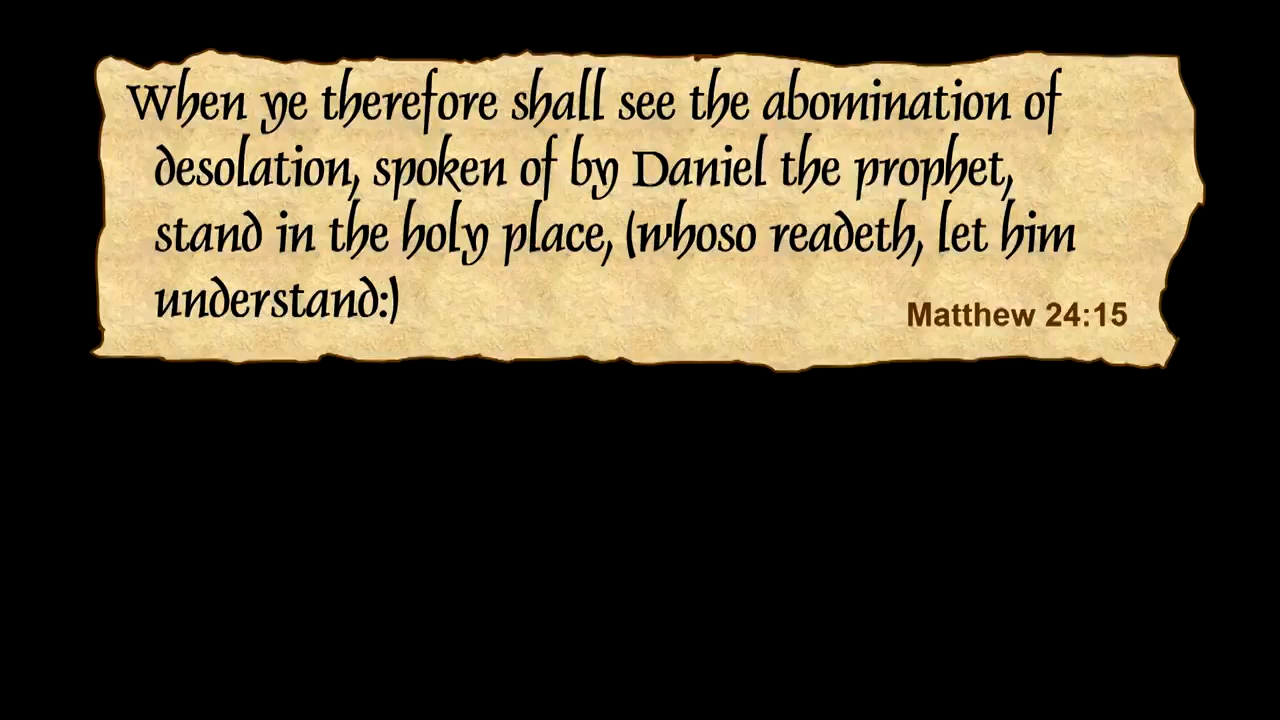 When ye therefore shall see the abomination of
desolation, spoken of by Daniel the prophet,
stand in the holy place, (whoso readeth, let him
understand:)
Matthew 24:15